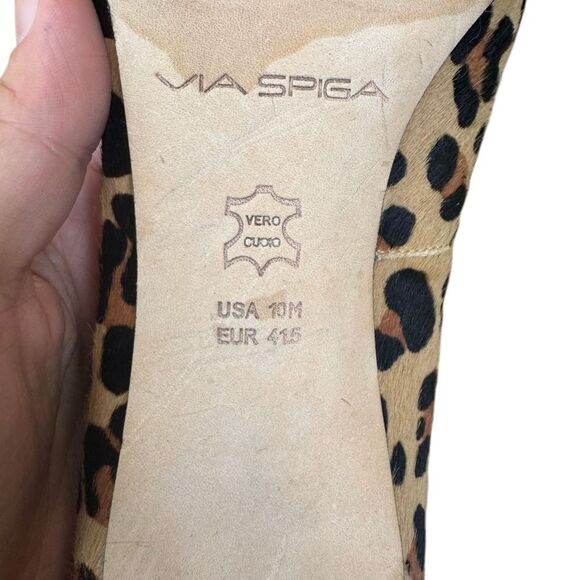 VIA SPIGA
VERO
CUOIO
USA 10M
EUR 41.5